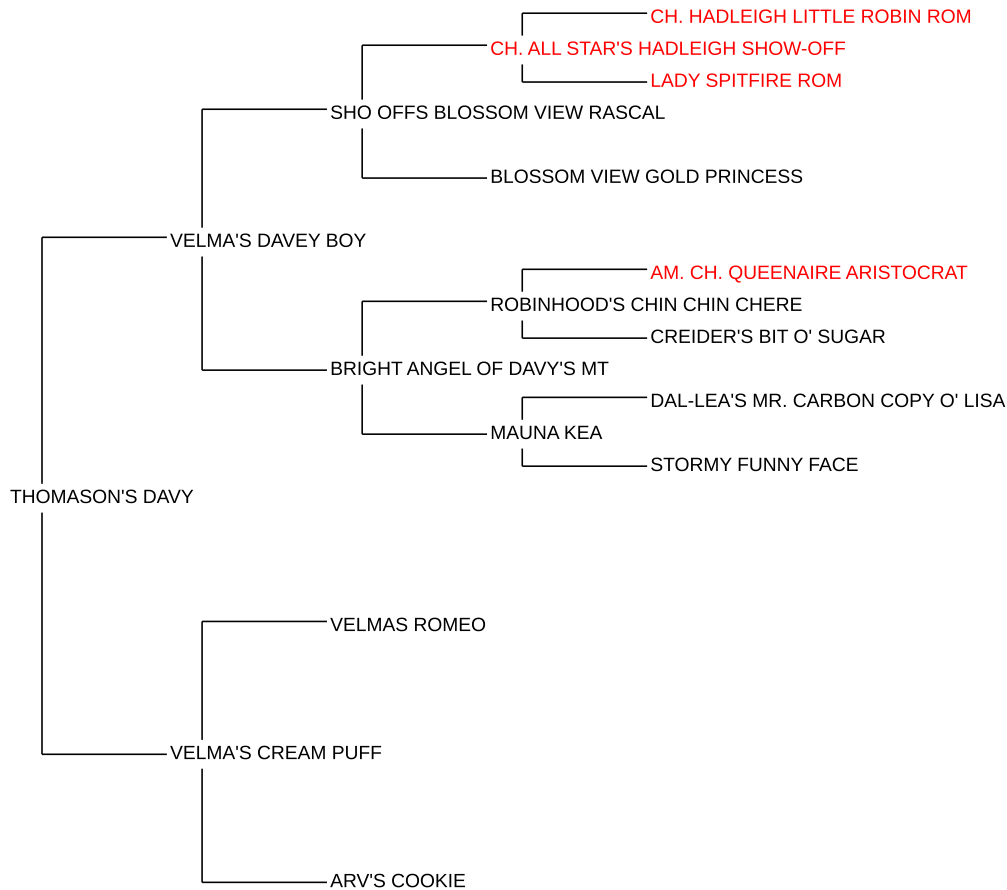 CH. HADLEIGH LITTLE ROBIN ROM
CH. ALL STAR'S HADLEIGH SHOW-OFF
LADY SPITFIRE ROM
SHO OFFS BLOSSOM VIEW RASCAL
BLOSSOM VIEW GOLD PRINCESS
VELMA'S DAVEY BOY
AM. CH. QUEENAIRE ARISTOCRAT
ROBINHOOD'S CHIN CHIN CHERE
CREIDER'S BIT O' SUGAR
BRIGHT ANGEL OF DAVY'S MT
DAL-LEA'S MR. CARBON COPY O' LISA
MAUNA KEA
STORMY FUNNY FACE
THOMASON'S DAVY
VELMAS ROMEO
VELMA'S CREAM PUFF
ARV'S COOKIE